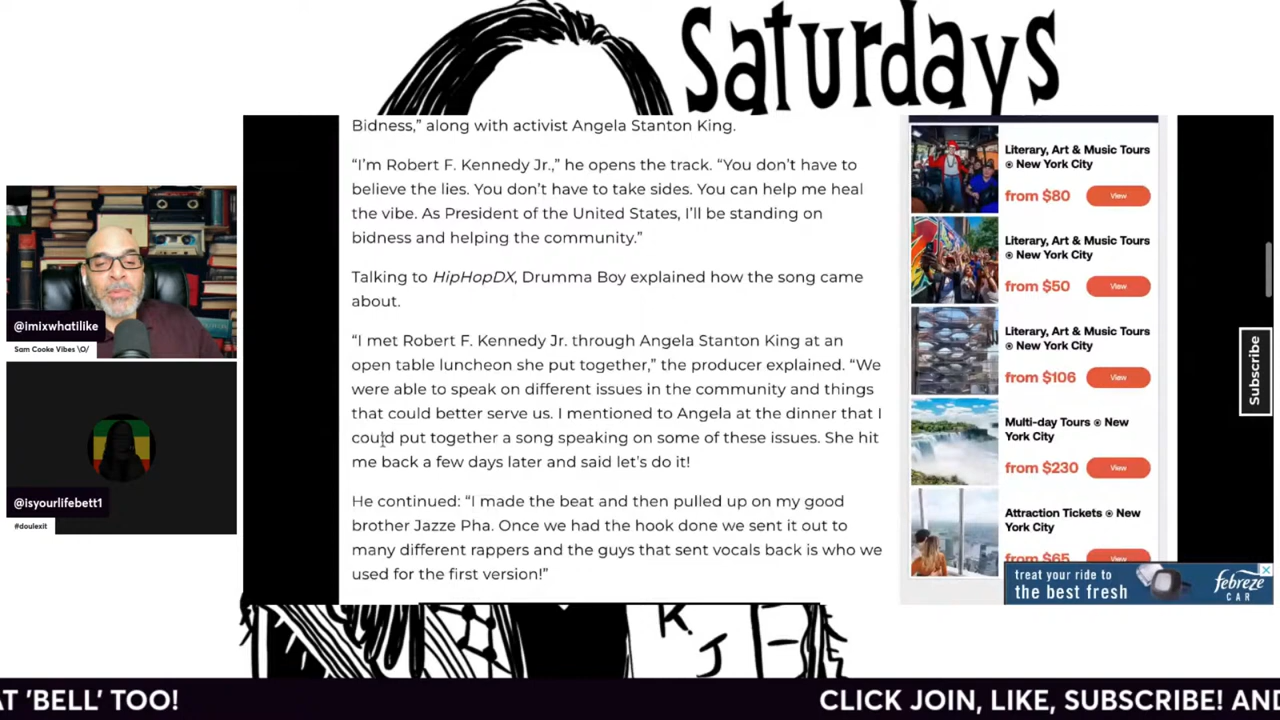 Saturdays
Bidness,” along with activist Angela Stanton King.
“I’m Robert F. Kennedy Jr.,” he opens the track. “You don’t have to
believe the lies. You don’t have to take sides. You can help me heal
the vibe. As President of the United States, I’ll be standing on
bidness and helping the community.”
Talking to HipHopDX, Drumma Boy explained how the song came
about.
“I met Robert F. Kennedy Jr. through Angela Stanton King at an
open table luncheon she put together,” the producer explained. “We
were able to speak on different issues in the community and things
that could better serve us. I mentioned to Angela at the dinner that I
could put together a song speaking on some of these issues. She hit
me back a few days later and said let’s do it!
He continued: “I made the beat and then pulled up on my good
brother Jazze Pha. Once we had the hook done we sent it out to
many different rappers and the guys that sent vocals back is who we
used for the first version!”
Literary, Art & Music Tours
® New York City
from $80
View
Literary, Art & Music Tours
® New York City
from $50
View
Literary, Art & Music Tours
® New York City
from $106
View
Multi-day Tours ® New
York City
from $230
View
Attraction Tickets ® New
York City
from $65
View
treat your ride to
the best fresh
febreze
CAR
Subscribe
@imixwhatilike
Sam Cooke Vibes \O/
@isyourlifebett1
#doulexit
K.
J
AT 'BELL' TOO!
CLICK JOIN, LIKE, SUBSCRIBE! AND